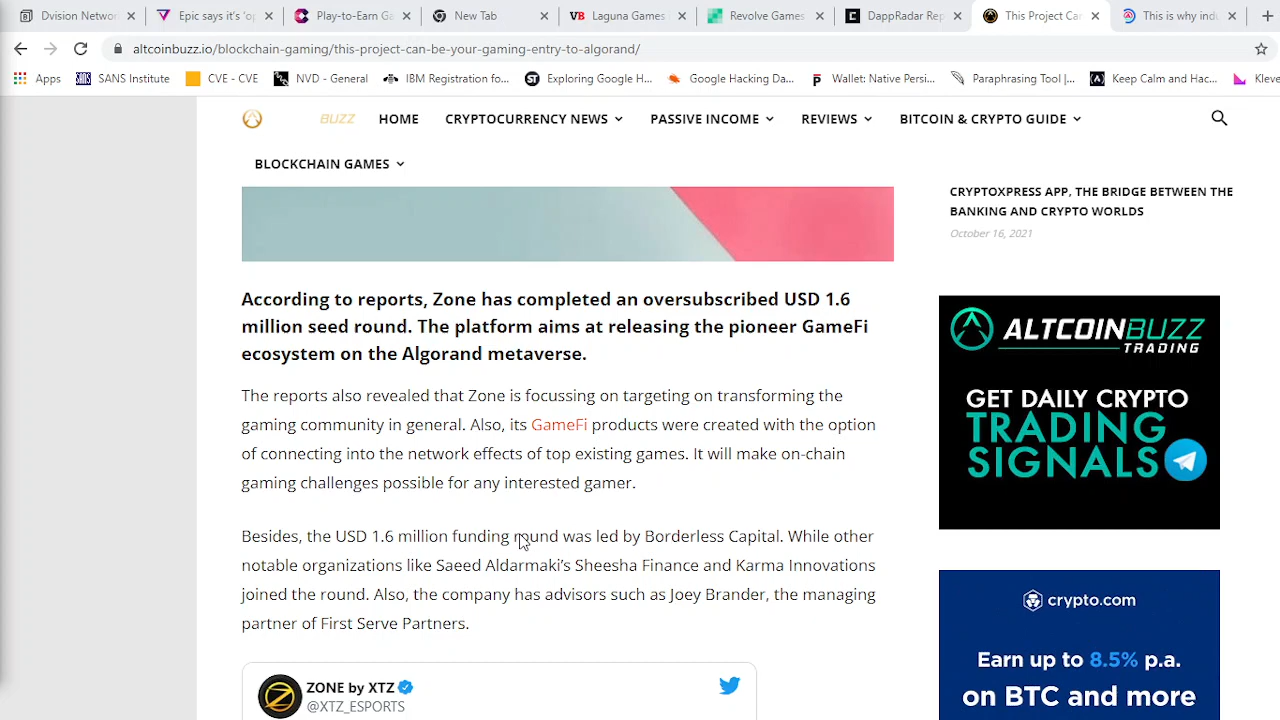 Dvision Networ
Epic says it's 'op
Play-to-Earn Ga
New Tab
Laguna Games
Revolve Games
DappRadar Rep
This Project Can
This is why indu
altcoinbuzz.io/blockchain-gaming/this-project-can-be-your-gaming-entry-to-algorand/
Apps
SANS Institute
CVE - CVE
NVD - General
IBM Registration fo...
Exploring Google H...
Google Hacking Da...
Wallet: Native Persi...
Paraphrasing Tool |...
Keep Calm and Hac...
Kleve
BUZZ
HOME
CRYPTOCURRENCY NEWS
PASSIVE INCOME
REVIEWS
BITCOIN & CRYPTO GUIDE
BLOCKCHAIN GAMES
According to reports, Zone has completed an oversubscribed USD 1.6
million seed round. The platform aims at releasing the pioneer GameFi
ecosystem on the Algorand metaverse.
The reports also revealed that Zone is focussing on targeting on transforming the
gaming community in general. Also, its GameFi products were created with the option
of connecting into the network effects of top existing games. It will make on-chain
gaming challenges possible for any interested gamer.
Besides, the USD 1.6 million funding round was led by Borderless Capital. While other
notable organizations like Saeed Aldarmaki's Sheesha Finance and Karma Innovations
joined the round. Also, the company has advisors such as Joey Brander, the managing
partner of First Serve Partners.
ZONE by XTZ
@XTZ_ESPORTS
CRYPTOXPRESS APP, THE BRIDGE BETWEEN THE
BANKING AND CRYPTO WORLDS
October 16, 2021
ALTCOINBUZZ
TRADING
GET DAILY CRYPTO
TRADING
SIGNALS
crypto.com
Earn up to 8.5% p.a.
on BTC and more